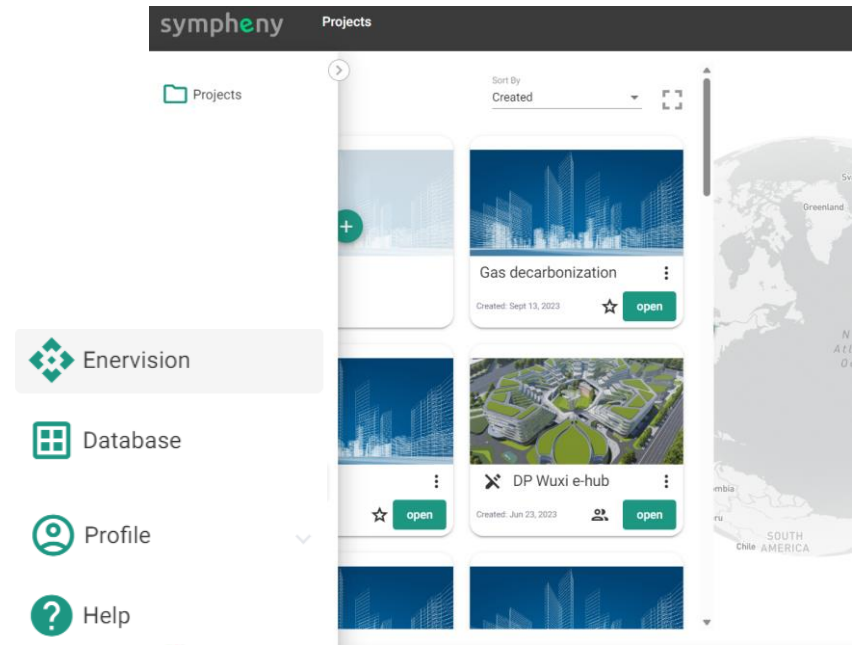 sympheny
Projects
Projects
Sort By
Created
Gas decarbonization
Created: Sept 13, 2023
open
Enervision
Database
Profile
Help
open
DP Wuxi e-hub
Created: Jun 23, 2023
open
Greenland
SOUTH
AMERICA
Chile